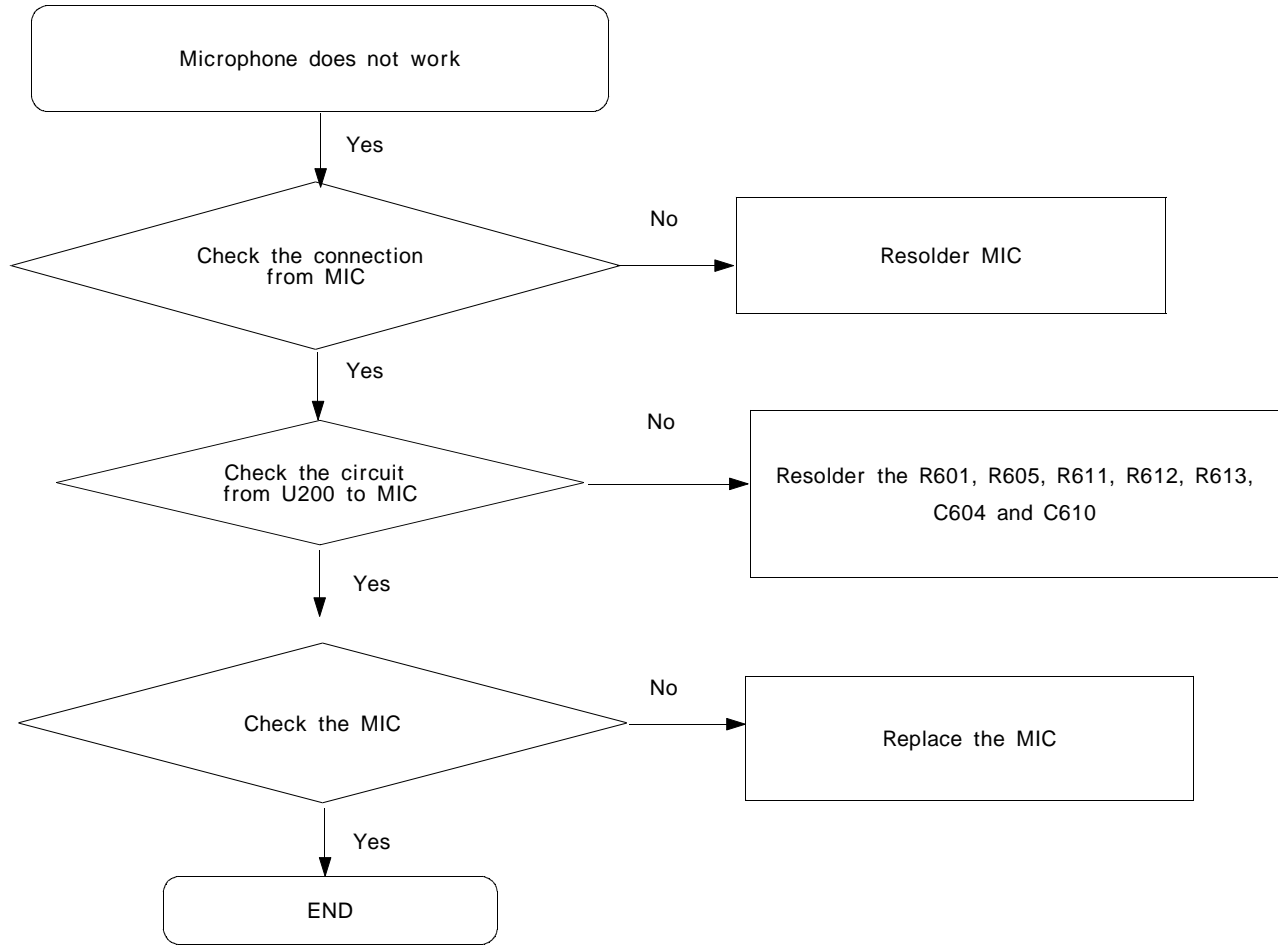 Microphone does not work
Yes
Check the connection
from MIC
No
Resolder MIC
Yes
Check the circuit
from U200 to MIC
No
Resolder the R601, R605, R611, R612, R613,
C604 and C610
Yes
Check the MIC
No
Replace the MIC
Yes
END